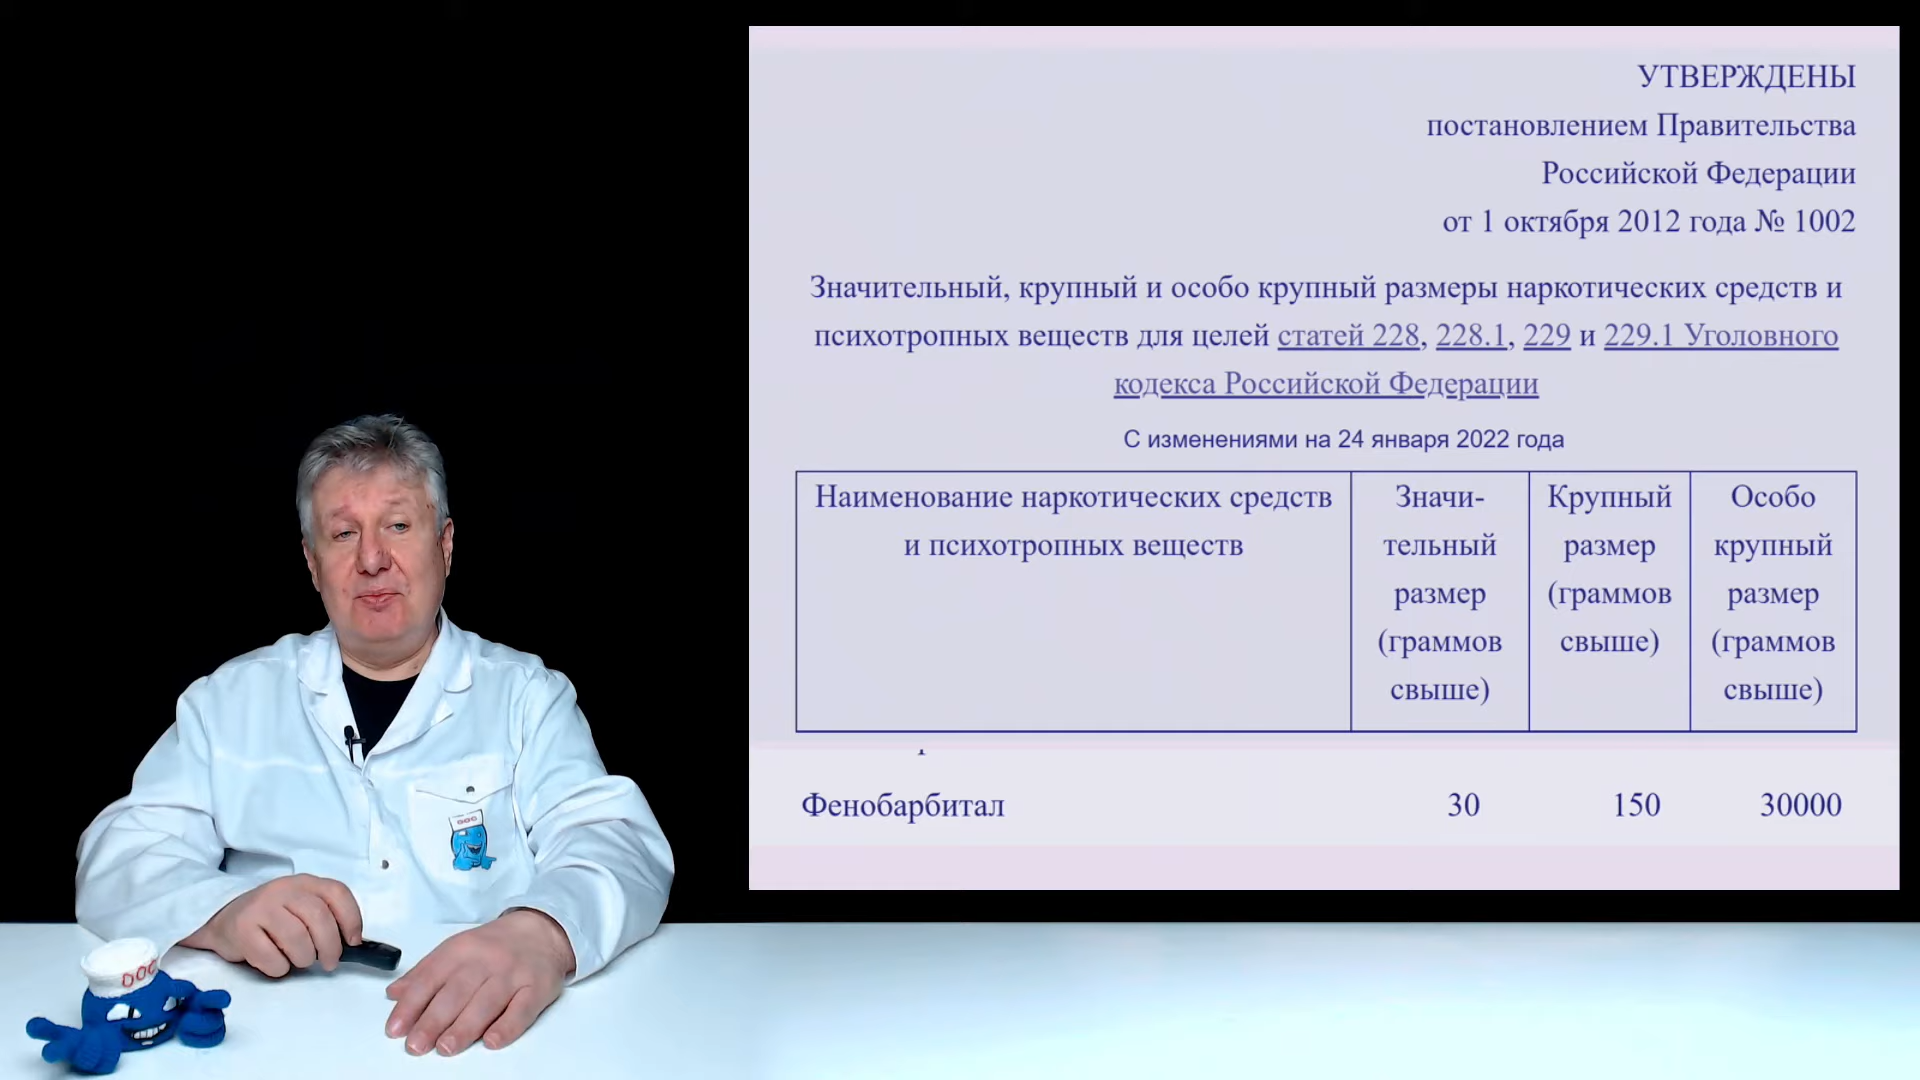 УТВЕРЖДЕНЫ
постановлением Правительства
Российской Федерации
от 1 октября 2012 года № 1002
Значительный, крупный и особо крупный размеры наркотических средств и
психотропных веществ для целей статей 228, 228.1, 229 и 229.1 Уголовного
кодекса Российской Федерации
С изменениями на 24 января 2022 года
Наименование наркотических средств
и психотропных веществ
Значи-
тельный
размер
(граммов
свыше)
Крупный
размер
(граммов
свыше)
Особо
крупный
размер
(граммов
свыше)
Фенобарбитал 30 150 30000
DOC